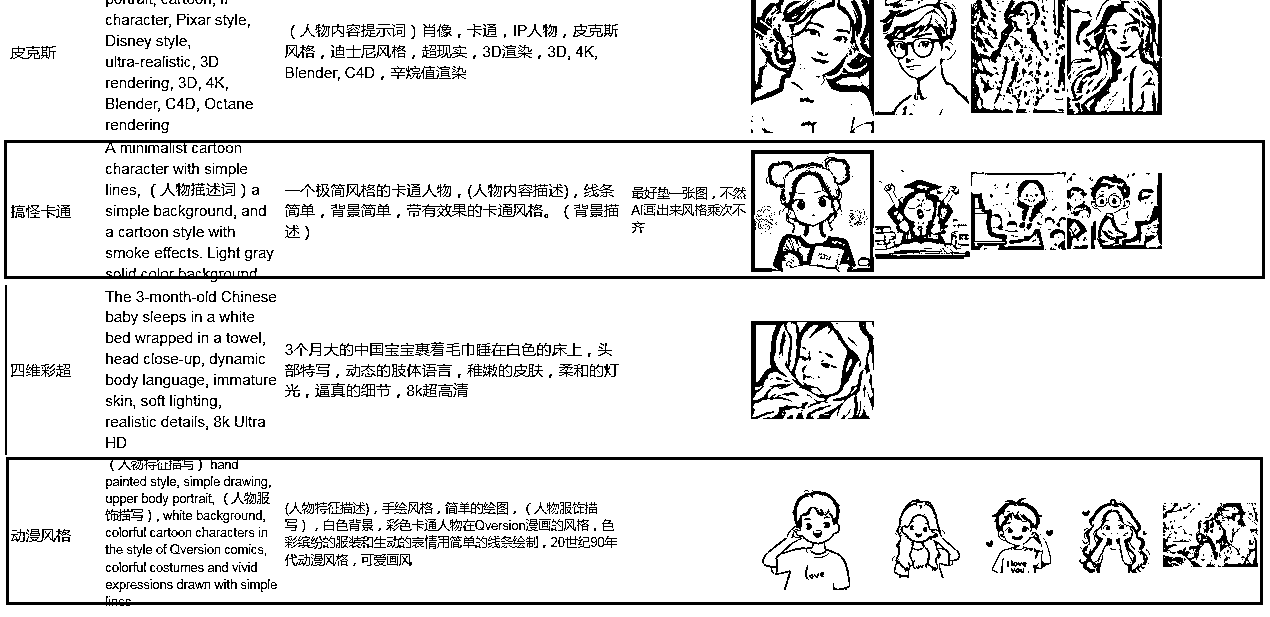 皮克斯
portrait, cartoon, IP
character, Pixar style,
Disney style,
ultra-realistic, 3D
rendering, 3D, 4K,
Blender, C4D, Octane
rendering
（人物内容提示词）肖像，卡通，IP人物，皮克斯
风格，迪士尼风格，超现实，3D渲染，3D, 4K,
Blender, C4D，辛烷值渲染
搞怪卡通
A minimalist cartoon
character with simple
lines, （人物描述词）a
simple background, and
a cartoon style with
smoke effects. Light gray
solid color background
一个极简风格的卡通人物，(人物内容描述)，线条
简单，背景简单，带有效果的卡通风格。（背景描
述）
最好垫一张图，不然
AI画出来风格乘次不
齐
四维彩超
The 3-month-old Chinese
baby sleeps in a white
bed wrapped in a towel,
head close-up, dynamic
body language, immature
skin, soft lighting,
realistic details, 8k Ultra
HD
3个月大的中国宝宝裹着毛巾睡在白色的床上，头
部特写，动态的肢体语言，稚嫩的皮肤，柔和的灯
光，逼真的细节，8k超高清
动漫风格
（人物特征描写） hand
painted style, simple drawing,
upper body portrait, （人物服
饰描写）, white background,
colorful cartoon characters in
the style of Qversion comics,
colorful costumes and vivid
expressions drawn with simple
lines
(人物特征描述)，手绘风格，简单的绘图，（人物服饰描
写），白色背景，彩色卡通人物在Qversion漫画的风格，色
彩缤纷的服装和生动的表情用简单的线条绘制，20世纪90年
代动漫风格，可爱画风
love
I love
you